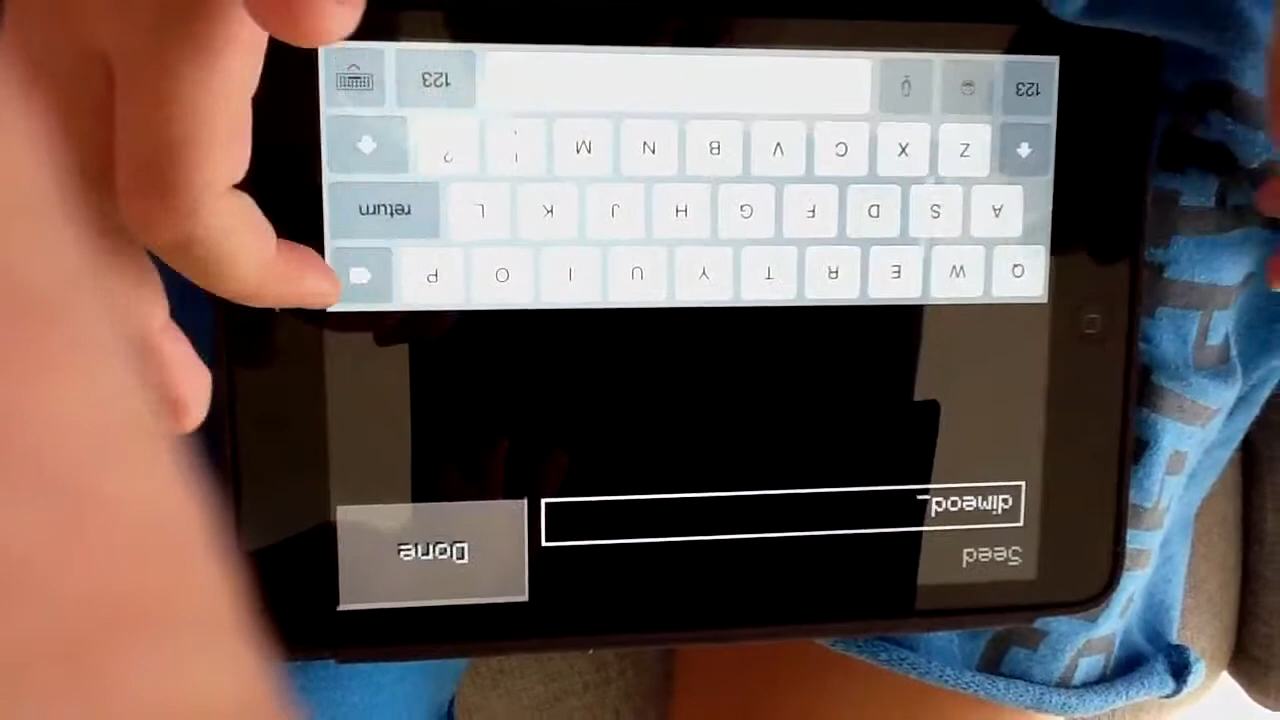 Seed
dimeod_
Done
Q W E R T Y U I O P
A S D F G H J K L return
Z X C V B N M ! , ?
123 123